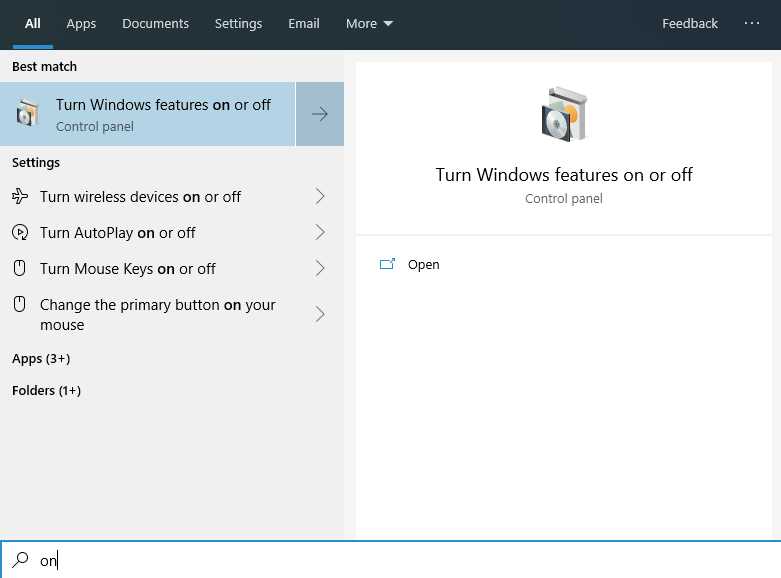 All Apps Documents Settings Email More Feedback ...
Best match
Turn Windows features on or off
Control panel
Settings
Turn wireless devices on or off
Turn AutoPlay on or off
Turn Mouse Keys on or off
Change the primary button on your
mouse
Apps (3+)
Folders (1+)
Turn Windows features on or off
Control panel
Open
on